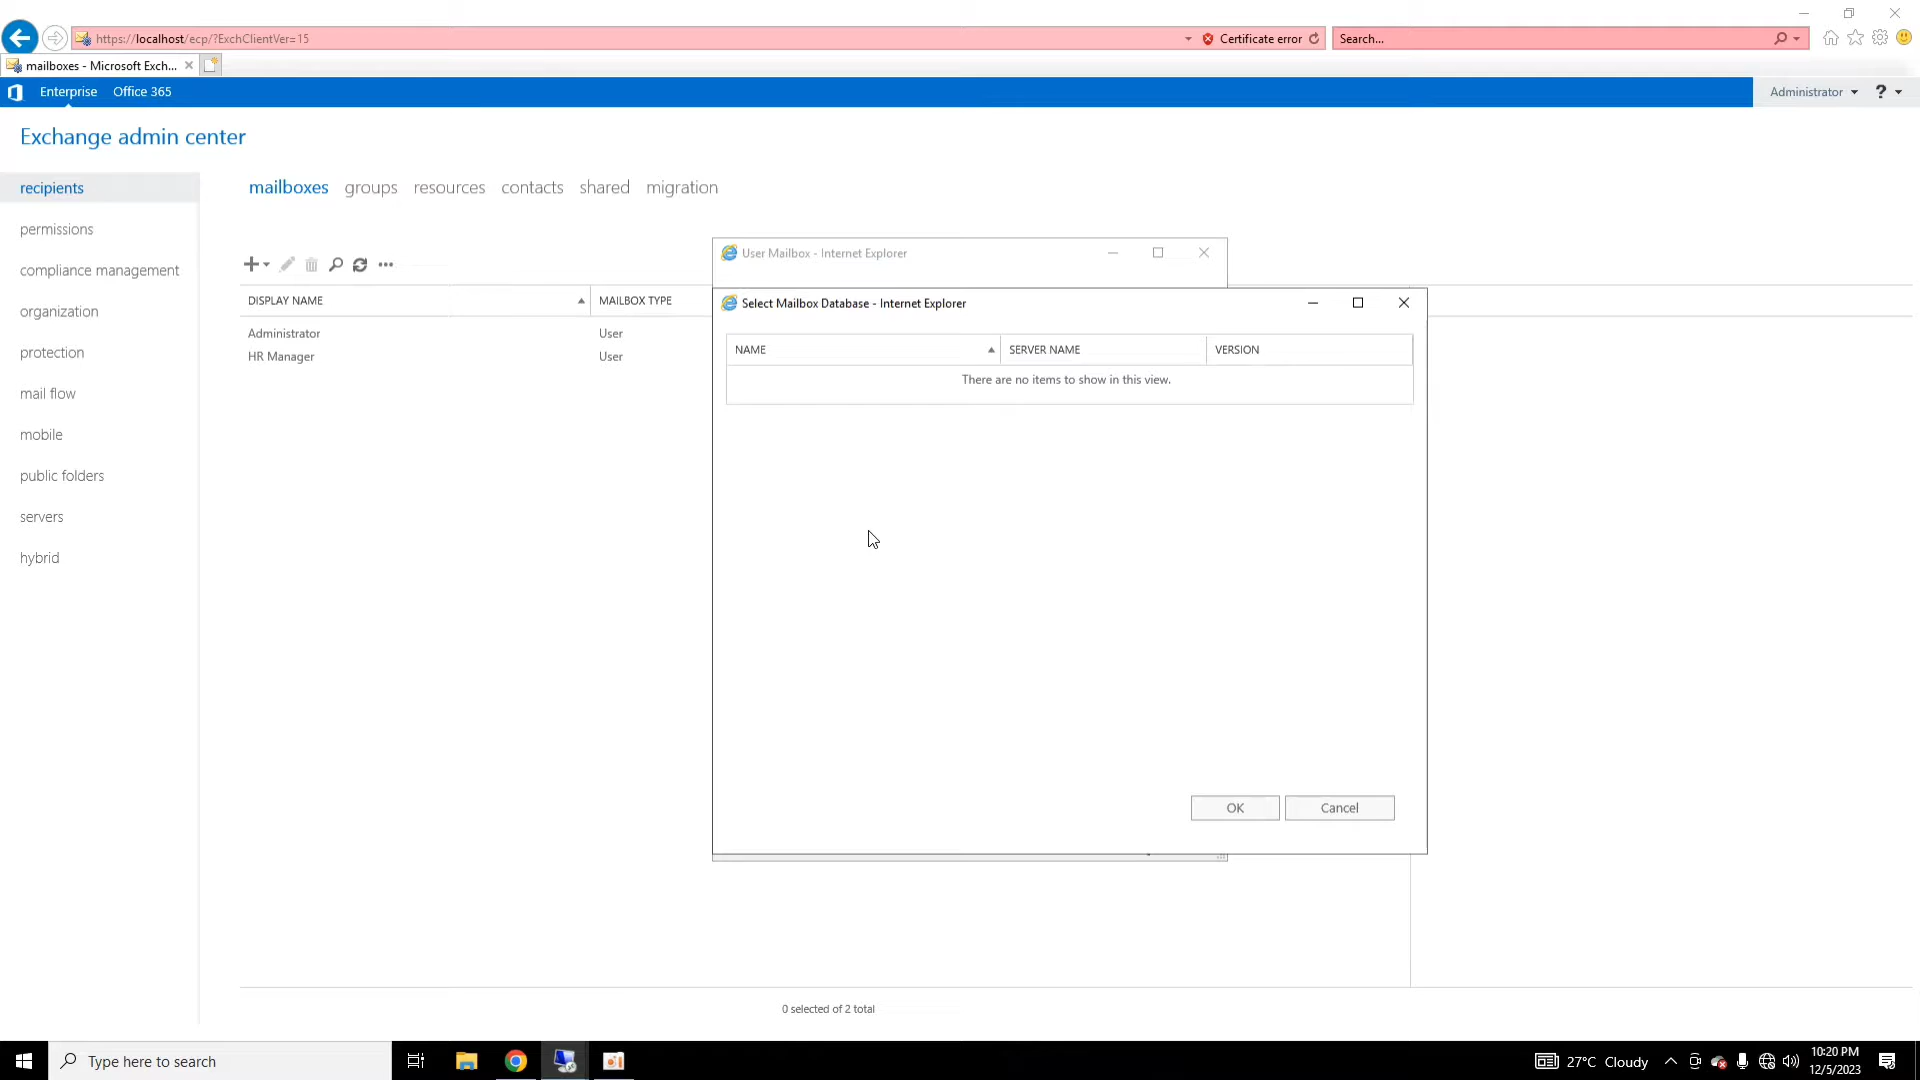 https://localhost/ecp/?ExchClientVer=15
Certificate error
Search...
mailboxes - Microsoft Exch...
Enterprise
Office 365
Administrator
?
Exchange admin center
recipients
permissions
compliance management
organization
protection
mail flow
mobile
public folders
servers
hybrid
mailboxes
groups
resources
contacts
shared
migration
DISPLAY NAME
MAILBOX TYPE
Administrator
User
HR Manager
User
User Mailbox - Internet Explorer
Select Mailbox Database - Internet Explorer
NAME
SERVER NAME
VERSION
There are no items to show in this view.
OK
Cancel
0 selected of 2 total
Type here to search
27°C Cloudy
10:20 PM
12/5/2023